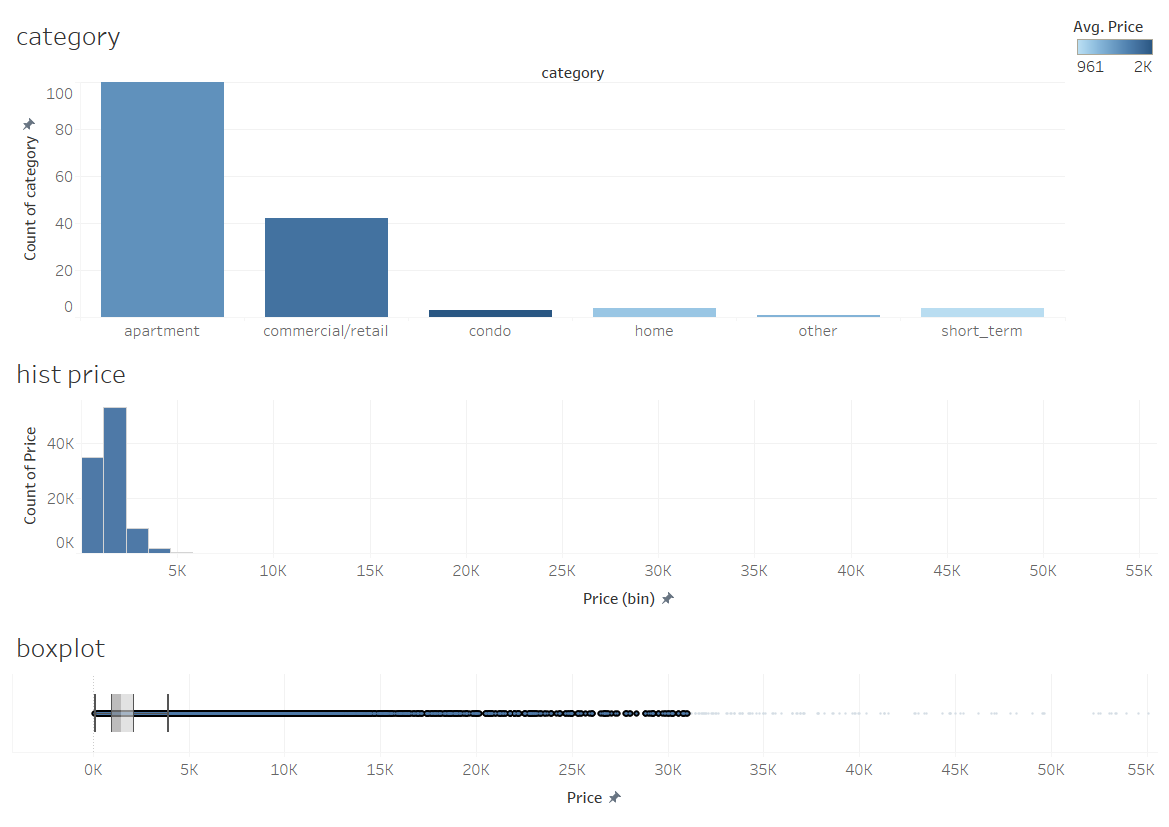 category
Avg. Price
961 2K
category
Count of category
100
80
60
40
20
0
apartment commercial/retail condo home other short_term
hist price
Count of Price
40K
20K
0K
5K 10K 15K 20K 25K 30K 35K 40K 45K 50K 55K
Price (bin)
boxplot
0K 5K 10K 15K 20K 25K 30K 35K 40K 45K 50K 55K
Price